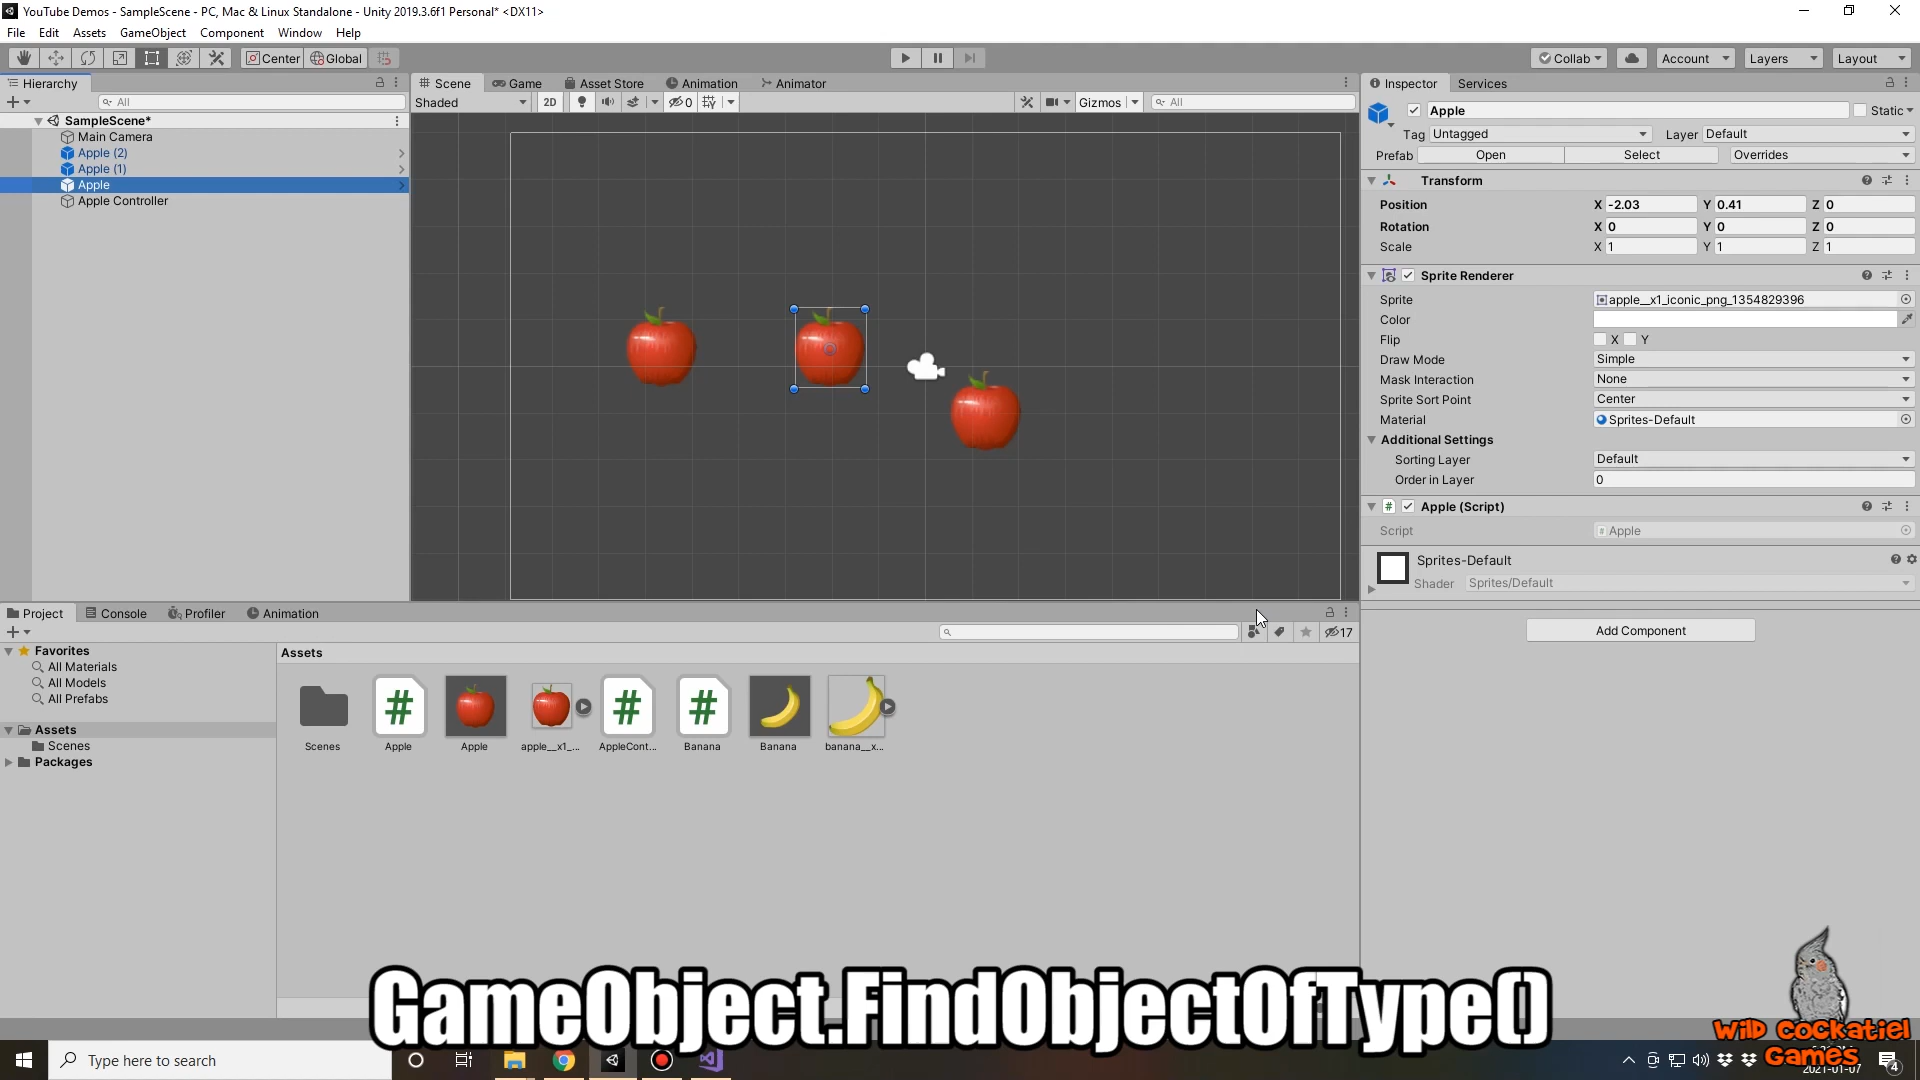 YouTube Demos - SampleScene - PC, Mac & Linux Standalone - Unity 2019.3.6f1 Personal* <DX11>
File Edit Assets GameObject Component Window Help
Center Global Collab Account Layers Layout
Hierarchy
All
SampleScene*
Main Camera
Apple (2)
Apple (1)
Apple
Apple Controller
Scene Game Asset Store Animation Animator
Shaded 2D 0 Gizmos All
Inspector Services
Apple Static
Tag Untagged Layer Default
Prefab Open Select Overrides
Transform
Position X -2.03 Y 0.41 Z 0
Rotation X 0 Y 0 Z 0
Scale X 1 Y 1 Z 1
Sprite Renderer
Sprite apple__x1_iconic_png_1354829396
Color
Flip X Y
Draw Mode Simple
Mask Interaction None
Sprite Sort Point Center
Material Sprites-Default
Additional Settings
Sorting Layer Default
Order in Layer 0
# Apple (Script)
Script # Apple
Sprites-Default
Shader Sprites/Default
Add Component
Project Console Profiler Animation
17
Favorites
All Materials
All Models
All Prefabs
Assets
Scenes
Packages
Assets
# # #
Scenes Apple Apple apple__x1_... AppleCont... Banana Banana banana__x...
GameObject.FindObjectOfType()
Wild Cockatiel
Games
Type here to search
2021-01-07
4